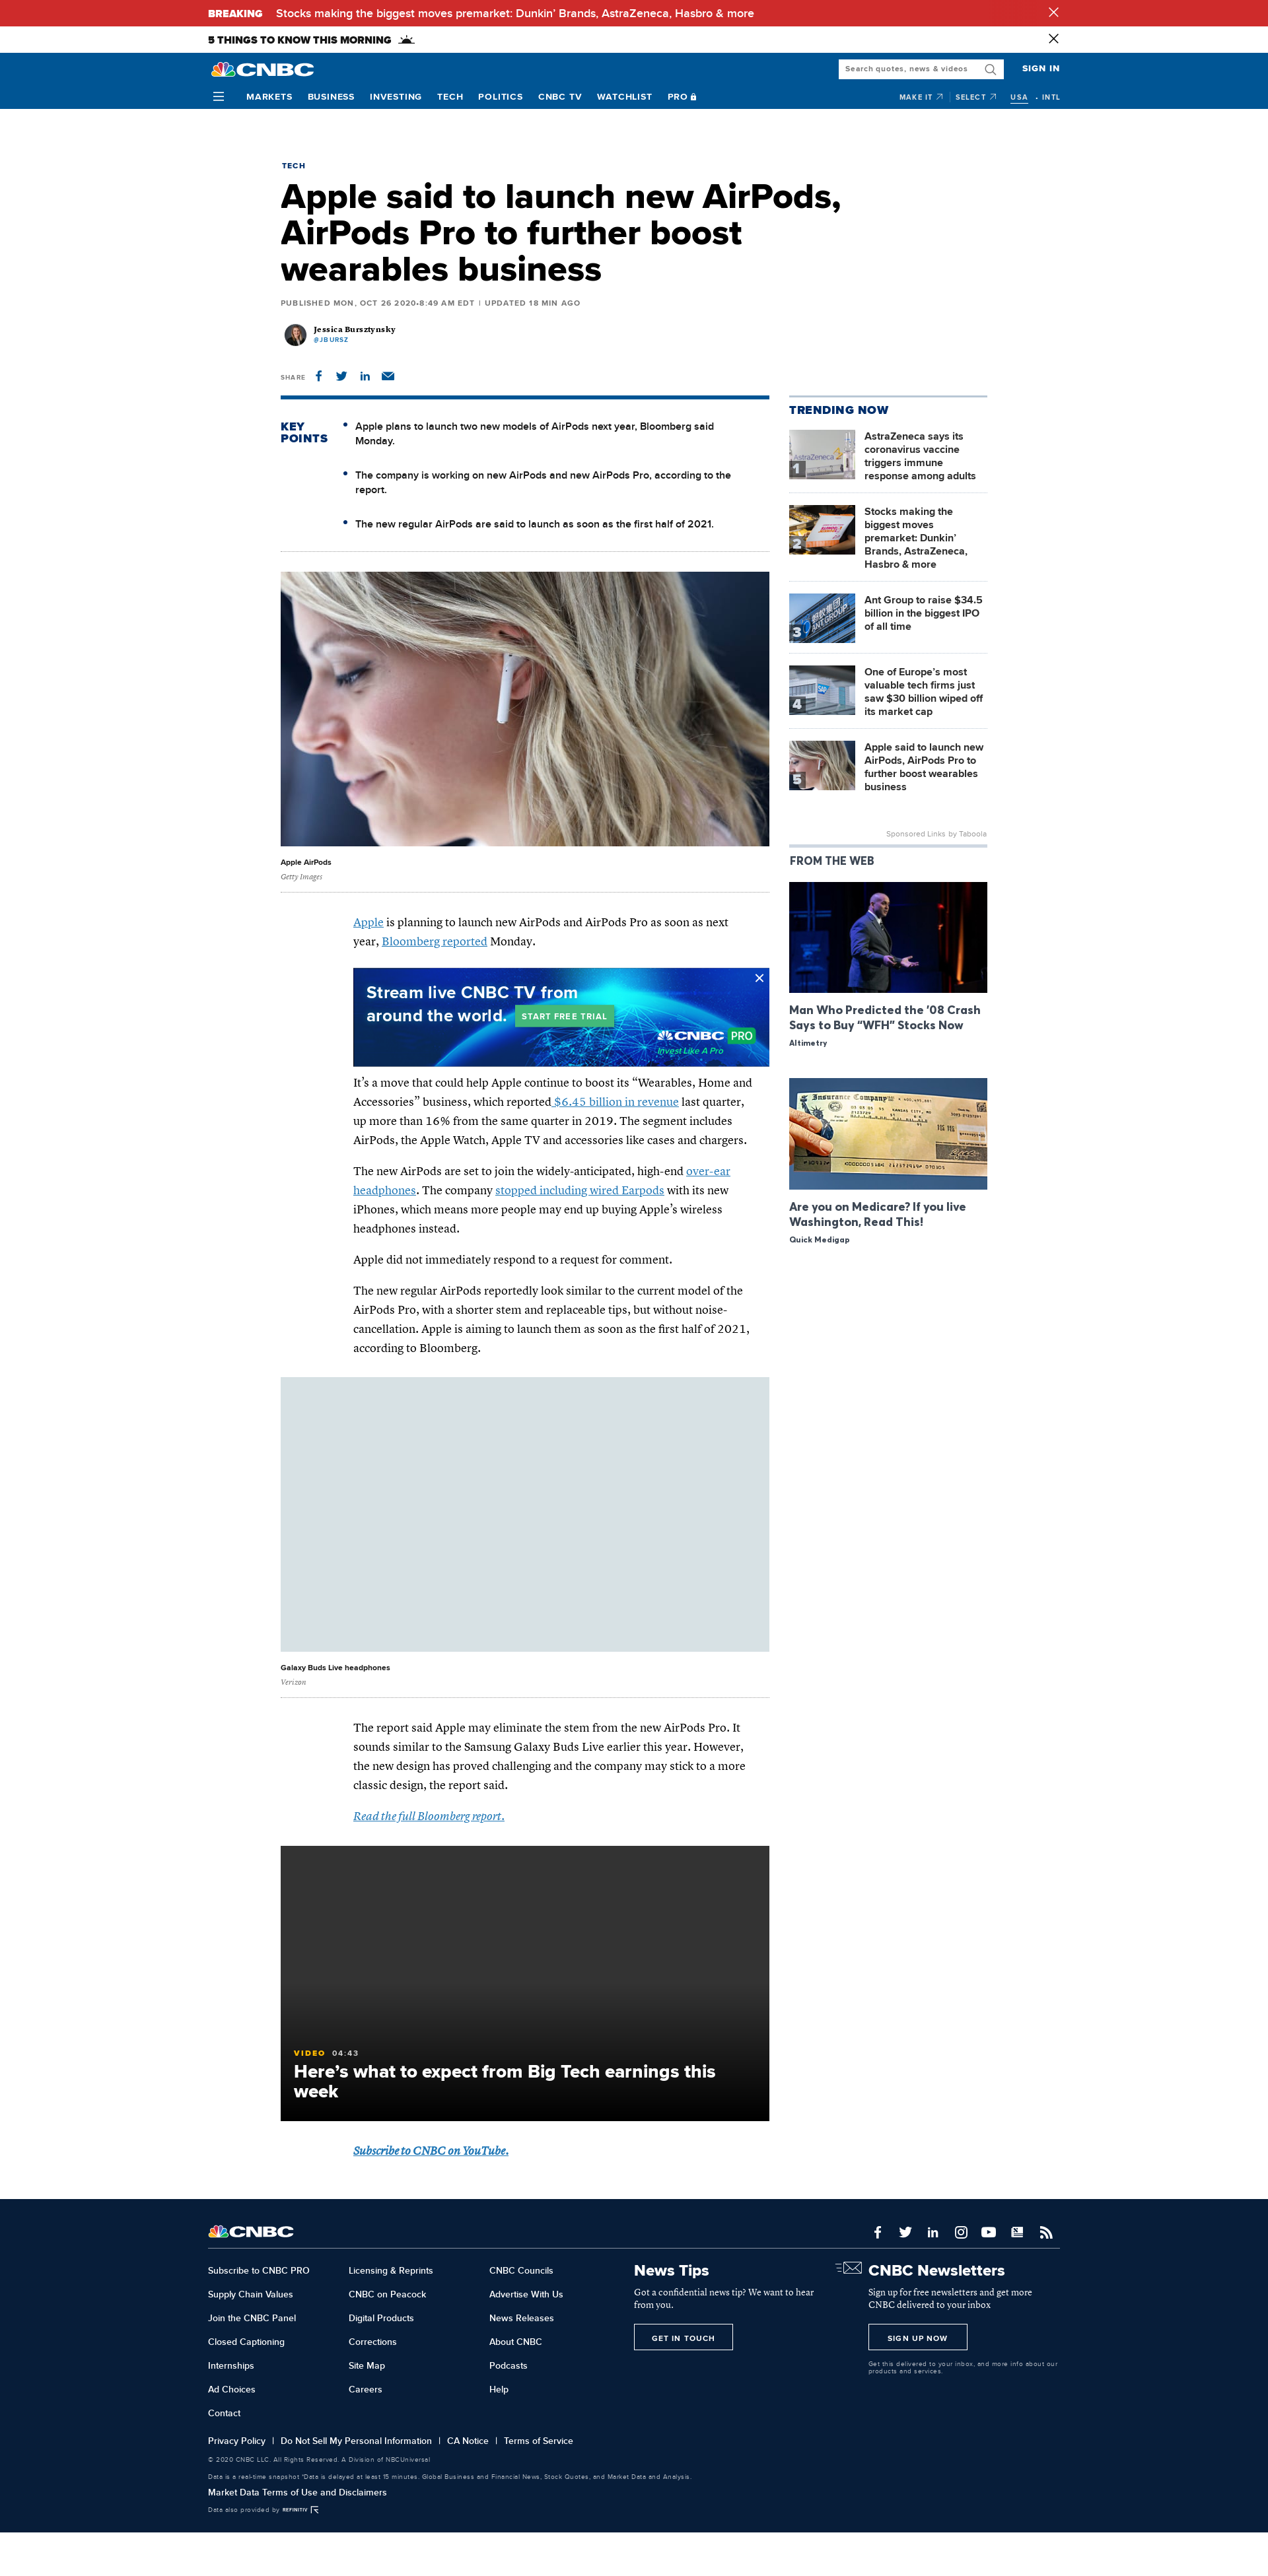 BREAKING Stocks making the biggest moves premarket: Dunkin’ Brands, AstraZeneca, Hasbro & more
5 THINGS TO KNOW THIS MORNING
CNBC
Search quotes, news & videos
SIGN IN
MARKETS BUSINESS INVESTING TECH POLITICS CNBC TV WATCHLIST PRO
MAKE IT SELECT USA • INTL
TECH
Apple said to launch new AirPods,
AirPods Pro to further boost
wearables business
PUBLISHED MON, OCT 26 2020•8:49 AM EDT | UPDATED 18 MIN AGO
Jessica Bursztynsky
@JBURSZ
SHARE
KEY
POINTS
Apple plans to launch two new models of AirPods next year, Bloomberg said
Monday.
The company is working on new AirPods and new AirPods Pro, according to the
report.
The new regular AirPods are said to launch as soon as the first half of 2021.
Apple AirPods
Getty Images
Apple is planning to launch new AirPods and AirPods Pro as soon as next
year, Bloomberg reported Monday.
Stream live CNBC TV from
around the world. START FREE TRIAL
CNBC PRO
Invest Like A Pro
It’s a move that could help Apple continue to boost its “Wearables, Home and
Accessories” business, which reported $6.45 billion in revenue last quarter,
up more than 16% from the same quarter in 2019. The segment includes
AirPods, the Apple Watch, Apple TV and accessories like cases and chargers.
The new AirPods are set to join the widely-anticipated, high-end over-ear
headphones. The company stopped including wired Earpods with its new
iPhones, which means more people may end up buying Apple’s wireless
headphones instead.
Apple did not immediately respond to a request for comment.
The new regular AirPods reportedly look similar to the current model of the
AirPods Pro, with a shorter stem and replaceable tips, but without noise-
cancellation. Apple is aiming to launch them as soon as the first half of 2021,
according to Bloomberg.
Galaxy Buds Live headphones
Verizon
The report said Apple may eliminate the stem from the new AirPods Pro. It
sounds similar to the Samsung Galaxy Buds Live earlier this year. However,
the new design has proved challenging and the company may stick to a more
classic design, the report said.
Read the full Bloomberg report.
VIDEO 04:43
Here’s what to expect from Big Tech earnings this
week
Subscribe to CNBC on YouTube.
TRENDING NOW
1
AstraZeneca
AstraZeneca says its
coronavirus vaccine
triggers immune
response among adults
2
Stocks making the
biggest moves
premarket: Dunkin’
Brands, AstraZeneca,
Hasbro & more
3
ANT GROUP
Ant Group to raise $34.5
billion in the biggest IPO
of all time
4
SAP
One of Europe’s most
valuable tech firms just
saw $30 billion wiped off
its market cap
5
Apple said to launch new
AirPods, AirPods Pro to
further boost wearables
business
Sponsored Links by Taboola
FROM THE WEB
Man Who Predicted the ’08 Crash
Says to Buy “WFH” Stocks Now
Altimetry
Insurance Company
Are you on Medicare? If you live
Washington, Read This!
Quick Medigap
CNBC
Subscribe to CNBC PRO
Supply Chain Values
Join the CNBC Panel
Closed Captioning
Internships
Ad Choices
Contact
Licensing & Reprints
CNBC on Peacock
Digital Products
Corrections
Site Map
Careers
CNBC Councils
Advertise With Us
News Releases
About CNBC
Podcasts
Help
News Tips
Got a confidential news tip? We want to hear
from you.
GET IN TOUCH
CNBC Newsletters
Sign up for free newsletters and get more
CNBC delivered to your inbox
SIGN UP NOW
Get this delivered to your inbox, and more info about our
products and services.
Privacy Policy | Do Not Sell My Personal Information | CA Notice | Terms of Service
© 2020 CNBC LLC. All Rights Reserved. A Division of NBCUniversal
Data is a real-time snapshot *Data is delayed at least 15 minutes. Global Business and Financial News, Stock Quotes, and Market Data and Analysis.
Market Data Terms of Use and Disclaimers
Data also provided by REFINITIV